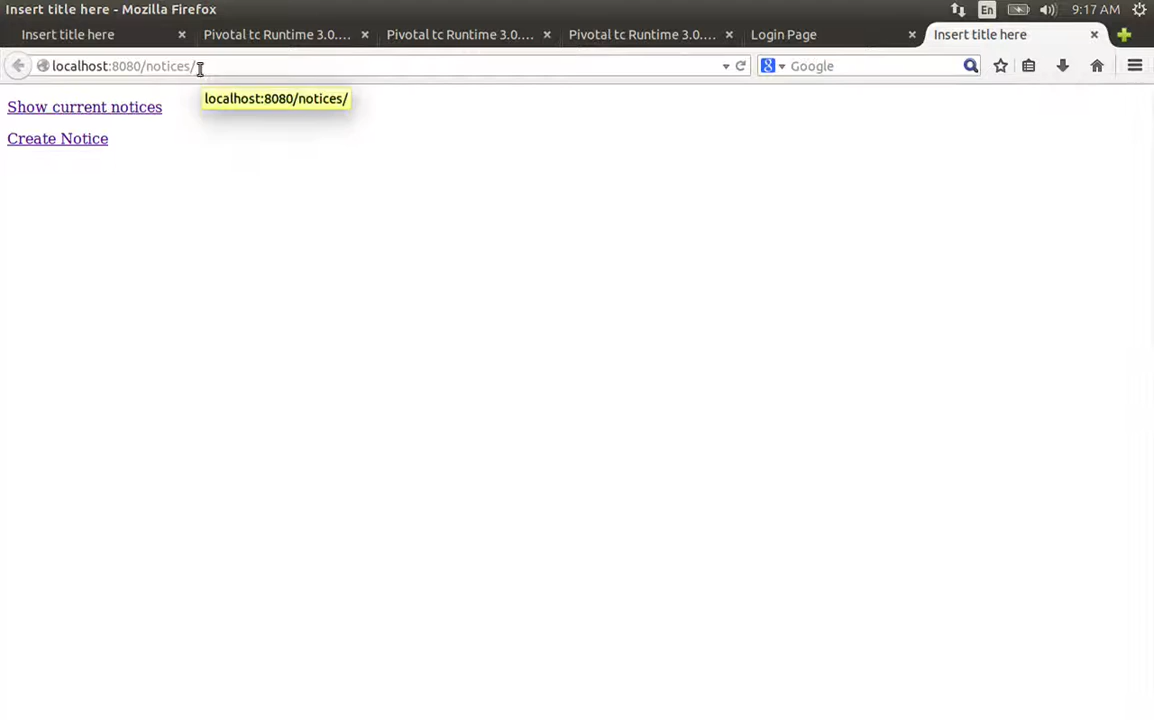 Insert title here - Mozilla Firefox
En
9:17 AM
Insert title here
Pivotal tc Runtime 3.0....
Pivotal tc Runtime 3.0....
Pivotal tc Runtime 3.0....
Login Page
Insert title here
localhost:8080/notices/
8
Google
localhost:8080/notices/
Show current notices
Create Notice